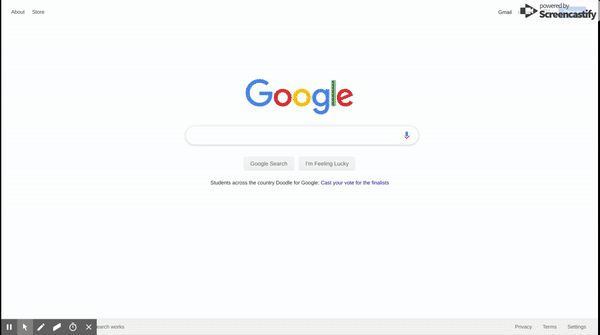 About Store
Gmail
powered by
Screencastify
Google
Google Search
I'm Feeling Lucky
Students across the country Doodle for Google: Cast your vote for the finalists
search works
Privacy Terms Settings